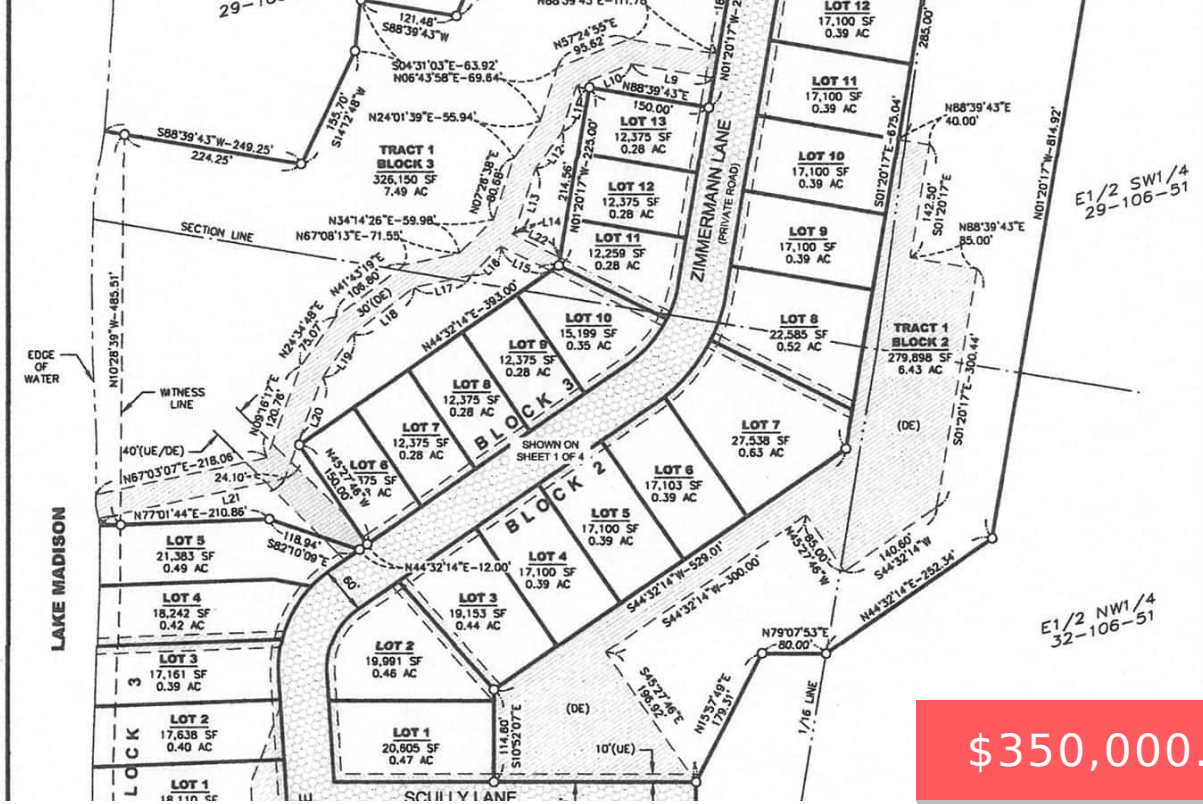 121.48'
S88°39'43"W
N57°24'55"E
95.62'
S04°31'03"E-63.92'
N06°43'58"E-69.64'
155.70'
S14°12'48"W
S88°39'43"W-249.25'
224.25'
N24°01'39"E-55.94'
TRACT 1
BLOCK 3
326,150 SF
7.49 AC
N07°26'38"E
80.68'
N34°14'26"E-59.98'
N67°08'13"E-71.55'
SECTION LINE
L10
L9
N88°39'43"E
150.00'
L12
L13
L14
L22
L15
L16
L17
L18
L19
L20
214.56'
N01°20'17"W-225.00'
LOT 13
12,375 SF
0.28 AC
LOT 12
12,375 SF
0.28 AC
LOT 11
12,259 SF
0.28 AC
ZIMMERMANN LANE
(PRIVATE ROAD)
LOT 12
17,100 SF
0.39 AC
LOT 11
17,100 SF
0.39 AC
LOT 10
17,100 SF
0.39 AC
LOT 9
17,100 SF
0.39 AC
LOT 8
22,585 SF
0.52 AC
285.00'
S01°20'17"E-675.04'
N88°39'43"E
40.00'
142.50'
S01°20'17"E
N88°39'43"E
85.00'
N01°20'17"W-814.92'
E1/2 SW1/4
29-106-51
TRACT 1
BLOCK 2
279,898 SF
6.43 AC
(DE)
S01°20'17"E-300.44'
N41°43'19"E
106.80'
30'(DE)
N24°34'48"E
75.07'
N09°16'17"E
120.76'
N10°28'39"W-485.51'
EDGE
OF
WATER
WITNESS
LINE
N44°32'14"E-393.00'
LOT 10
15,199 SF
0.35 AC
LOT 9
12,375 SF
0.28 AC
LOT 8
12,375 SF
0.28 AC
LOT 7
12,375 SF
0.28 AC
LOT 6
N45°27'46"W
150.00'
BLOCK 3
SHOWN ON
SHEET 1 OF 4
BLOCK 2
LOT 7
27,538 SF
0.63 AC
LOT 6
17,103 SF
0.39 AC
LOT 5
17,100 SF
0.39 AC
LOT 4
17,100 SF
0.39 AC
LOT 3
19,153 SF
0.44 AC
LOT 2
19,991 SF
0.46 AC
LOT 1
20,605 SF
0.47 AC
40'(UE/DE)
N67°03'07"E-218.06'
24.10'
L21
N77°01'44"E-210.86'
118.94'
S82°10'09"E
N44°32'14"E-12.00'
60'
LAKE MADISON
LOT 5
21,383 SF
0.49 AC
LOT 4
18,242 SF
0.42 AC
LOT 3
17,161 SF
0.39 AC
LOT 2
17,638 SF
0.40 AC
LOT 1
18,110 SF
LOCK 3
S44°32'14"W-529.01'
S44°32'14"W-300.00'
85.00'
N45°27'46"W
140.60'
S44°32'14"W
N44°32'14"E-252.34'
N79°07'53"E
80.00'
S45°27'46"E
196.92'
N15°37'49"E
179.31'
1/16 LINE
E1/2 NW1/4
32-106-51
(DE)
114.80'
S10°52'07"E
10'(UE)
SCULLY LANE
$350,000.